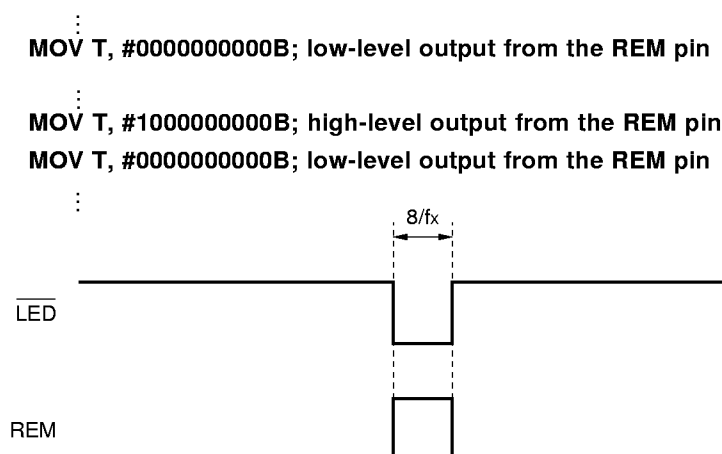 ⋮
MOV T, #0000000000B; low-level output from the REM pin
⋮
MOV T, #1000000000B; high-level output from the REM pin
MOV T, #0000000000B; low-level output from the REM pin
⋮
8/fx
LED
REM